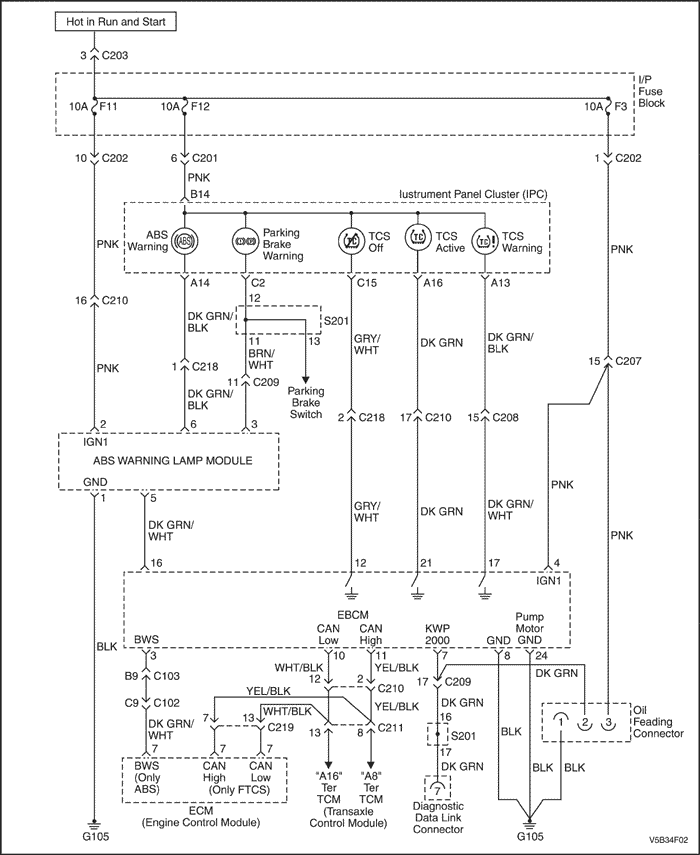 Hot in Run and Start
3 C203
I/P
Fuse
Block
10A F11
10A F12
10A F3
10 C202
6 C201
1 C202
PNK
B14
Iustrument Panel Cluster (IPC)
ABS
Warning
(ABS)
Parking
Brake
Warning
TCS
Off
TC
TCS
Active
TC
TCS
Warning
TC !
PNK
PNK
A14
C2
C15
A16
A13
12
16 C210
DK GRN/
BLK
S201
11
13
GRY/
WHT
DK GRN
DK GRN/
BLK
BRN/
WHT
15 C207
PNK
1 C218
11 C209
Parking
Brake
Switch
DK GRN/
BLK
2 C218
17 C210
15 C208
2
6
3
IGN1
ABS WARNING LAMP MODULE
GND
1
5
PNK
GRY/
WHT
DK GRN
DK GRN/
WHT
DK GRN/
WHT
PNK
16
12
21
17
4
IGN1
EBCM
BWS
CAN
Low
CAN
High
KWP
2000
GND
Pump
Motor
GND
BLK
3
10
11
7
8
24
WHT/BLK
YEL/BLK
DK GRN
B9 C103
12
2 C210
17 C209
YEL/BLK
DK GRN
C9 C102
WHT/BLK
YEL/BLK
16
7
13 C219
13
8 C211
S201
17
DK GRN/
WHT
BLK
1
2
3
Oil
Feading
Connector
7
7
7
DK GRN
BLK
BLK
BWS
(Only
ABS)
CAN
High
CAN
Low
(Only FTCS)
"A16"
Ter
TCM
"A8"
Ter
TCM
(Transaxle
Control Module)
7
Diagnostic
Data Link
Connector
ECM
(Engine Control Module)
G105
G105
V5B34F02